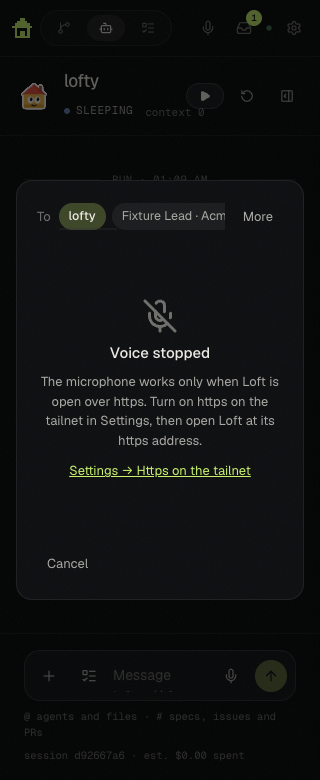 1
lofty
SLEEPING context 0
RUN · 01:09 AM
To lofty Fixture Lead · Acm More
Voice stopped
The microphone works only when Loft is
open over https. Turn on https on the
tailnet in Settings, then open Loft at its
https address.
Settings → Https on the tailnet
Cancel
Message
@ agents and files · # specs, issues and
PRs
session d92667a6 · est. $0.00 spent